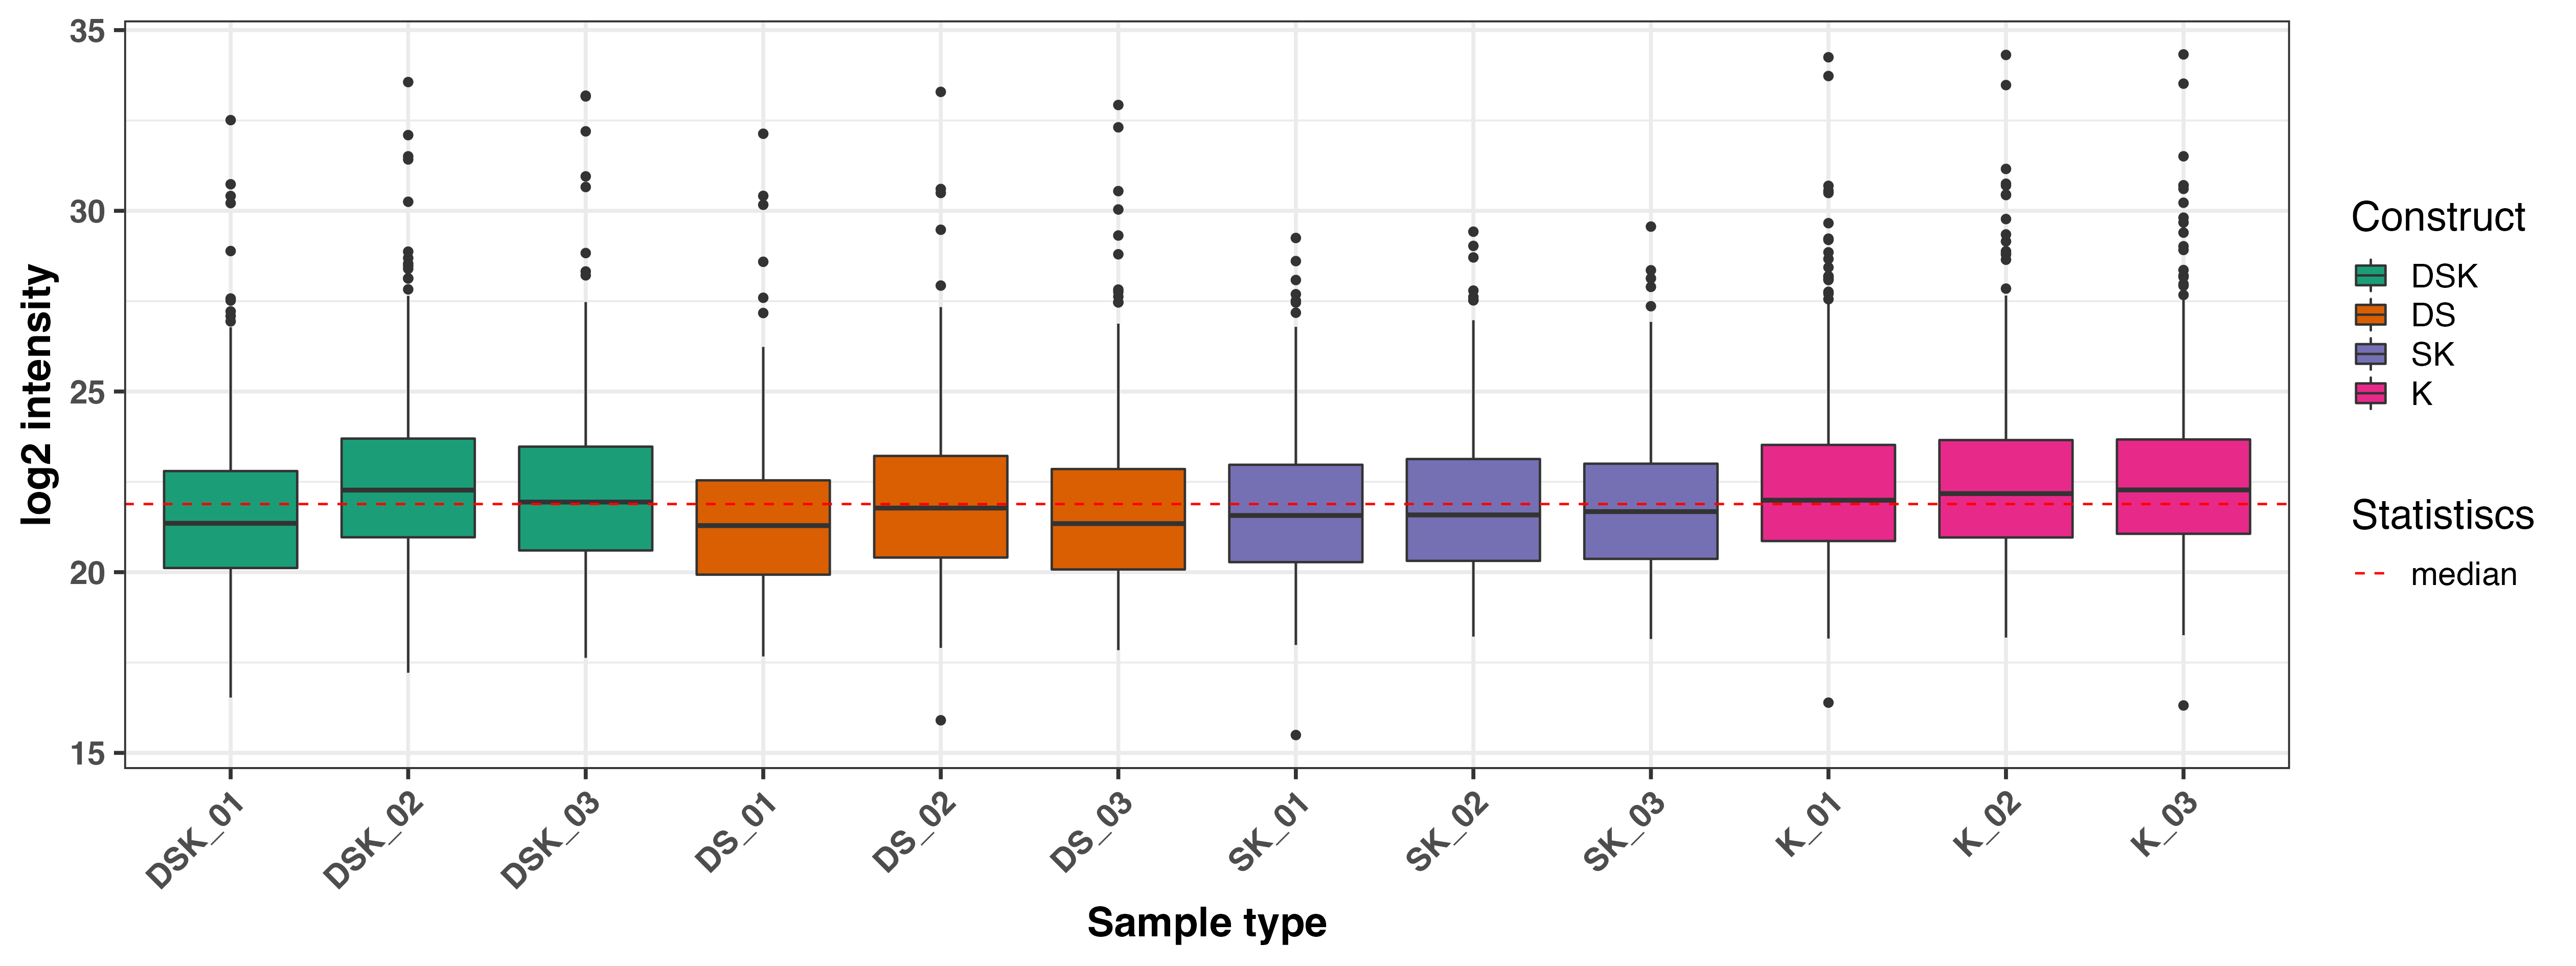 35
30
25
20
15
log2 intensity
DSK_01
DSK_02
DSK_03
DS_01
DS_02
DS_03
SK_01
SK_02
SK_03
K_01
K_02
K_03
Sample type
Construct
DSK
DS
SK
K
Statistiscs
median